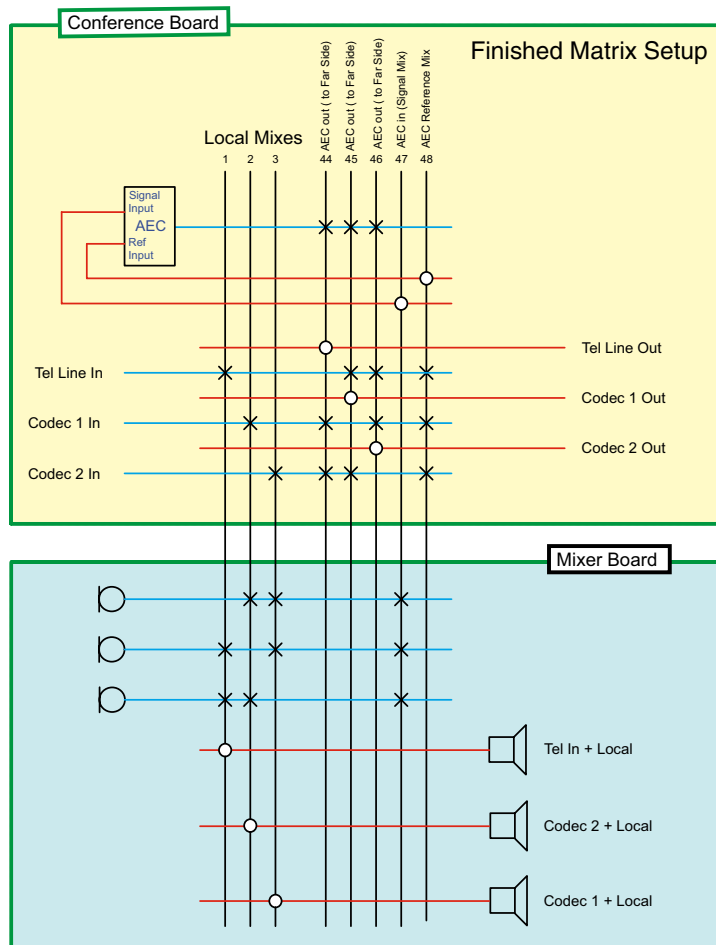 Conference Board
Finished Matrix Setup
AEC out ( to Far Side)
AEC out ( to Far Side)
AEC out ( to Far Side)
AEC in (Signal Mix)
AEC Reference Mix
Local Mixes
1 2 3 44 45 46 47 48
Signal
Input
AEC
Ref
Input
Tel Line Out
Tel Line In
Codec 1 Out
Codec 1 In
Codec 2 Out
Codec 2 In
Mixer Board
Tel In + Local
Codec 2 + Local
Codec 1 + Local